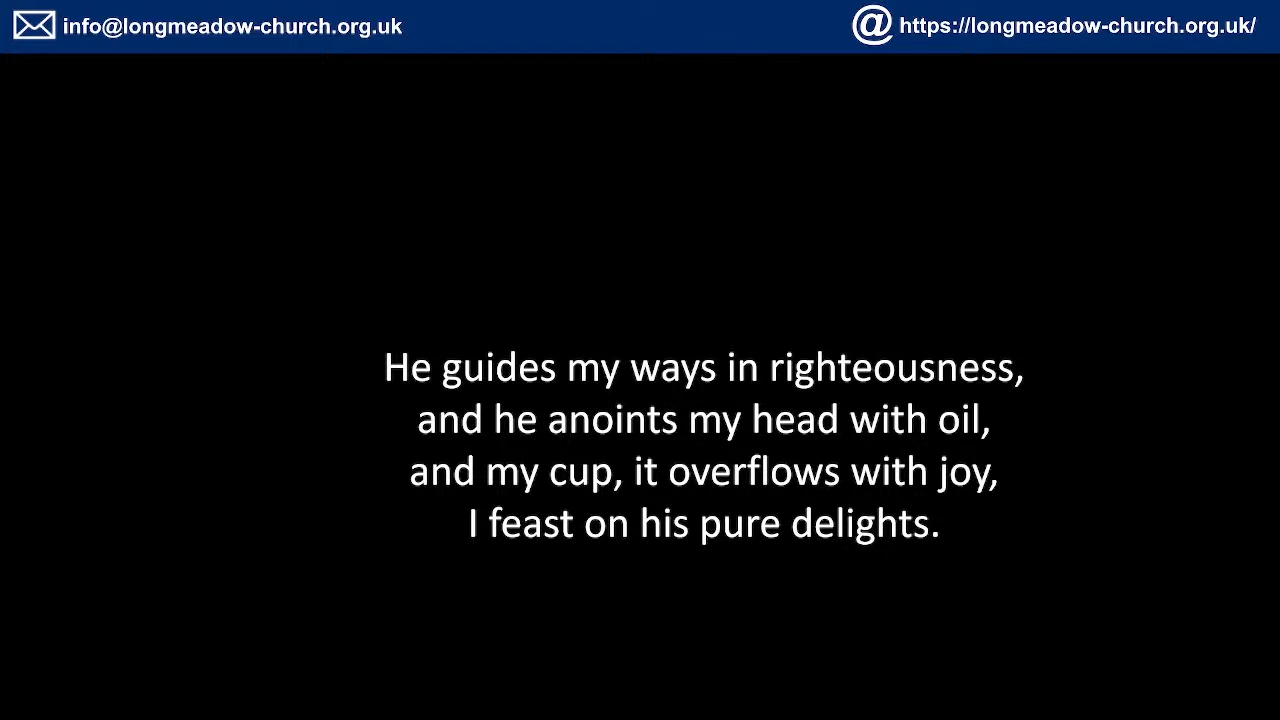 info@longmeadow-church.org.uk
https://longmeadow-church.org.uk/
He guides my ways in righteousness,
and he anoints my head with oil,
and my cup, it overflows with joy,
I feast on his pure delights.